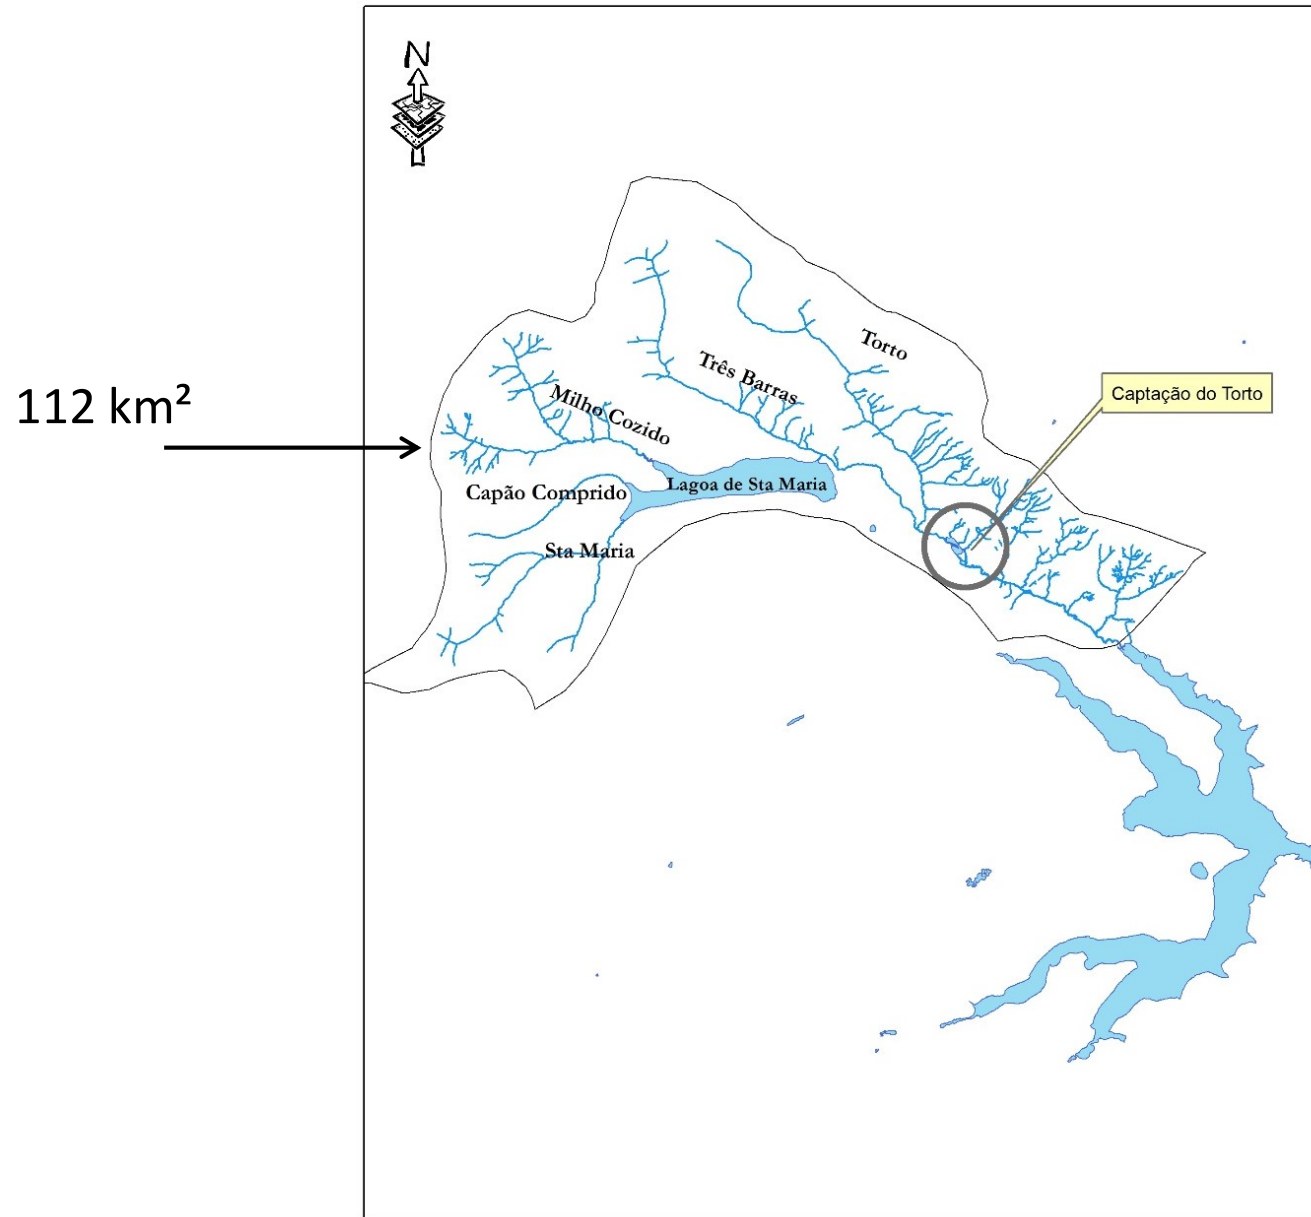 N
Torto
Três Barras
Captação do Torto
112 km²
Milho Cozido
Lagoa de Sta Maria
Capão Comprido
Sta Maria